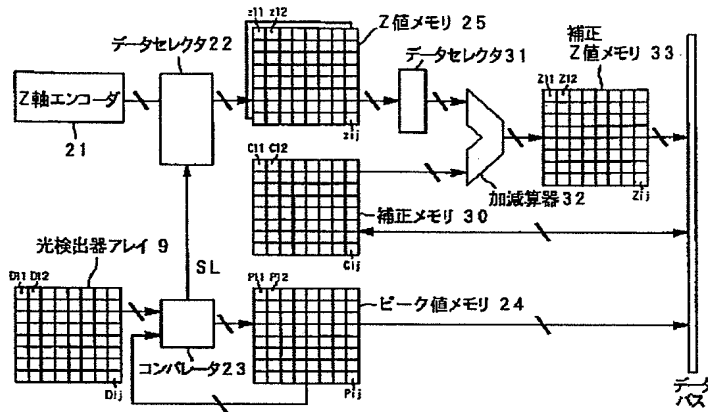 データセレクタ22
z11 z12
Z値メモリ 25
データセレクタ31
補正
Z値メモリ 33
Z軸エンコーダ
21
Z11 Z12
zij
Zij
C11 C12
加減算器32
補正メモリ 30
Cij
光検出器アレイ 9
D11 D12
SL
P11 P12
ピーク値メモリ 24
コンパレータ23
Dij
Pij
データ
バス